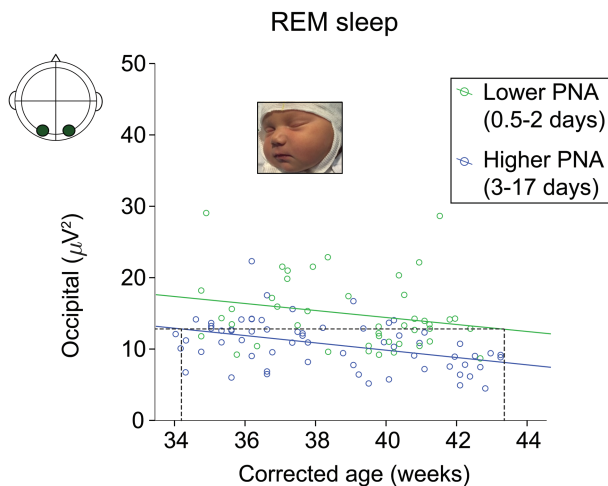 REM sleep
50
40
30
20
10
0
Occipital (μV²)
34
36
38
40
42
44
Corrected age (weeks)
Lower PNA
(0.5-2 days)
Higher PNA
(3-17 days)